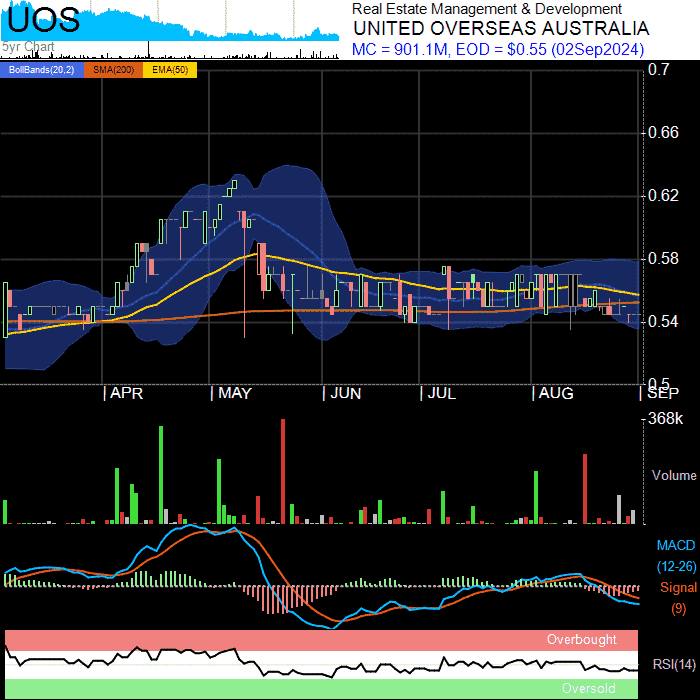 UOS
5yr Chart
Real Estate Management & Development
UNITED OVERSEAS AUSTRALIA
MC = 901.1M, EOD = $0.55 (02Sep2024)
BollBands(20,2) SMA(200) EMA(50)
0.7
0.66
0.62
0.58
0.54
0.5
APR MAY JUN JUL AUG SEP
368k
Volume
MACD
(12-26)
Signal
(9)
Overbought
RSI(14)
Oversold